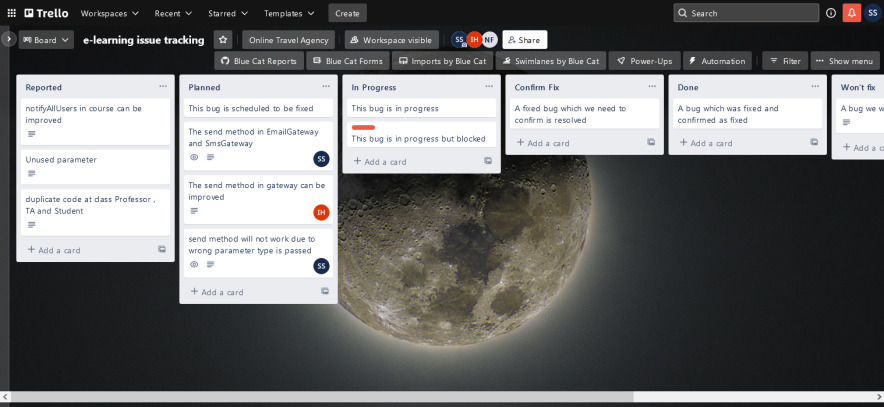 Trello
Workspaces
Recent
Starred
Templates
Create
Search
SS
Board
e-learning issue tracking
Online Travel Agency
Workspace visible
SS
IH
NF
Share
Blue Cat Reports
Blue Cat Forms
Imports by Blue Cat
Swimlanes by Blue Cat
Power-Ups
Automation
Filter
Show menu
Reported
notifyAllUsers in course can be
improved
Unused parameter
duplicate code at class Professor ,
TA and Student
Add a card
Planned
This bug is scheduled to be fixed
The send method in EmailGateway
and SmsGateway
SS
The send method in gateway can be
improved
IH
send method will not work due to
wrong parameter type is passed
SS
Add a card
In Progress
This bug is in progress
This bug is in progress but blocked
Add a card
Confirm Fix
A fixed bug which we need to
confirm is resolved
Add a card
Done
A bug which was fixed and
confirmed as fixed
Add a card
Won't fix
A bug we w
Add a c